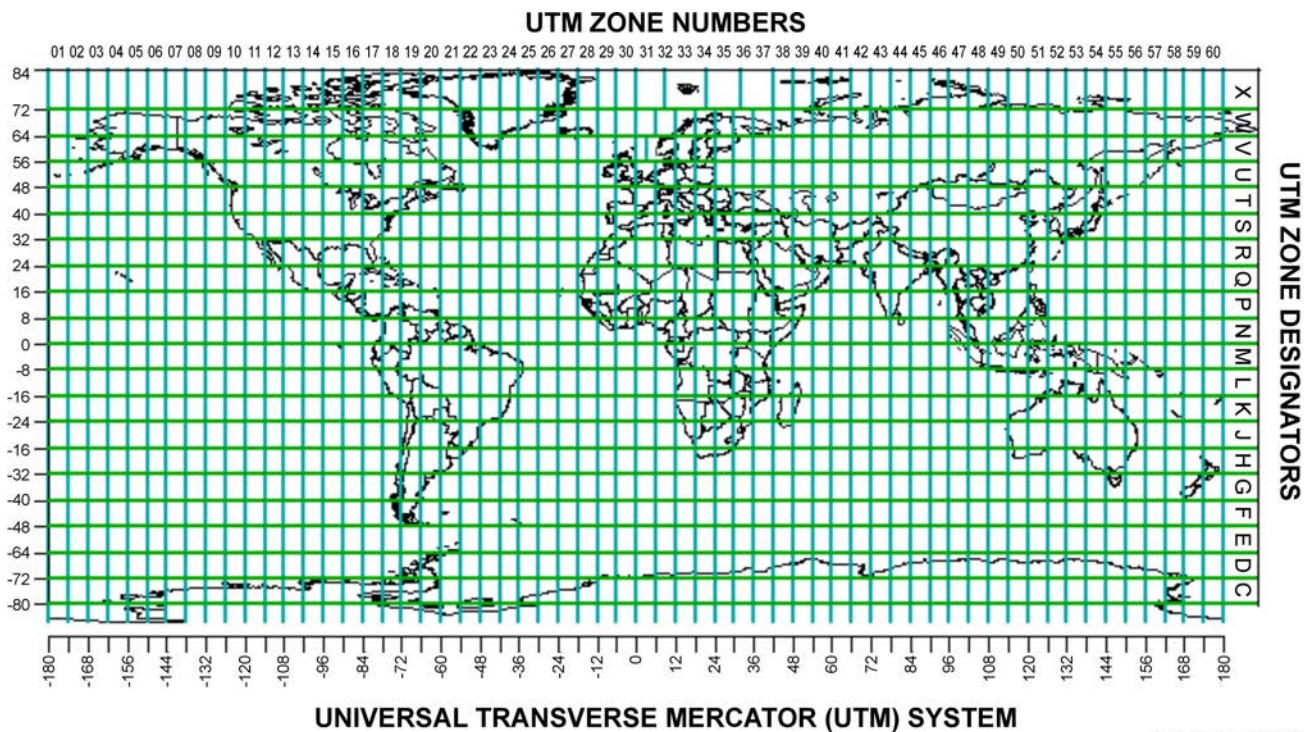 UTM ZONE NUMBERS
01 02 03 04 05 06 07 08 09 10 11 12 13 14 15 16 17 18 19 20 21 22 23 24 25 26 27 28 29 30 31 32 33 34 35 36 37 38 39 40 41 42 43 44 45 46 47 48 49 50 51 52 53 54 55 56 57 58 59 60
84
72
64
56
48
40
32
24
16
8
0
-8
-16
-24
-16
-32
-40
-48
-64
-72
-80
X
W
V
U
T
S
R
Q
P
N
M
L
K
J
H
G
F
E
D
C
UTM ZONE DESIGNATORS
-180 -168 -156 -144 -132 -120 -108 -96 -84 -72 -60 -48 -36 -24 -12 0 12 24 36 48 60 72 84 96 108 120 132 144 156 168 180
UNIVERSAL TRANSVERSE MERCATOR (UTM) SYSTEM